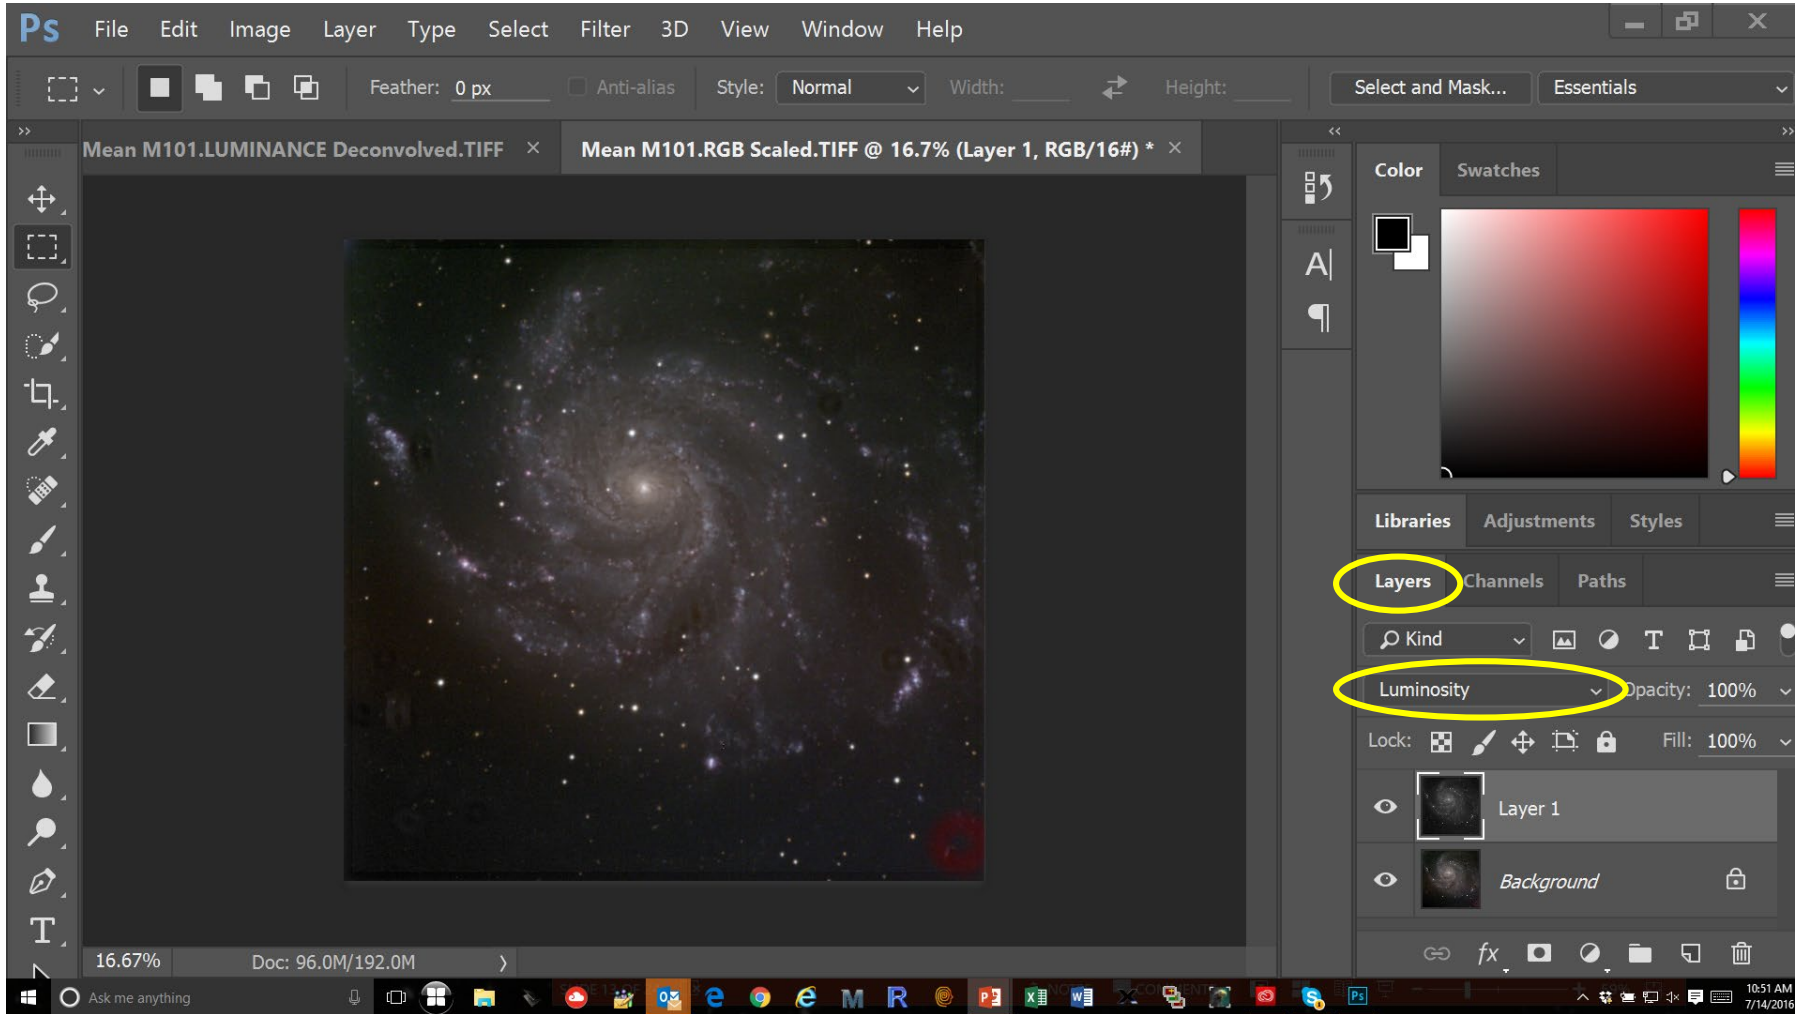 Ps File Edit Image Layer Type Select Filter 3D View Window Help
Feather: 0 px Anti-alias Style: Normal Width: Height: Select and Mask... Essentials
Mean M101.LUMINANCE Deconvolved.TIFF × Mean M101.RGB Scaled.TIFF @ 16.7% (Layer 1, RGB/16#) * ×
Color Swatches
Libraries Adjustments Styles
Layers Channels Paths
Kind
Luminosity Opacity: 100%
Lock: Fill: 100%
Layer 1
Background
16.67% Doc: 96.0M/192.0M
Ask me anything
10:51 AM
7/14/2016